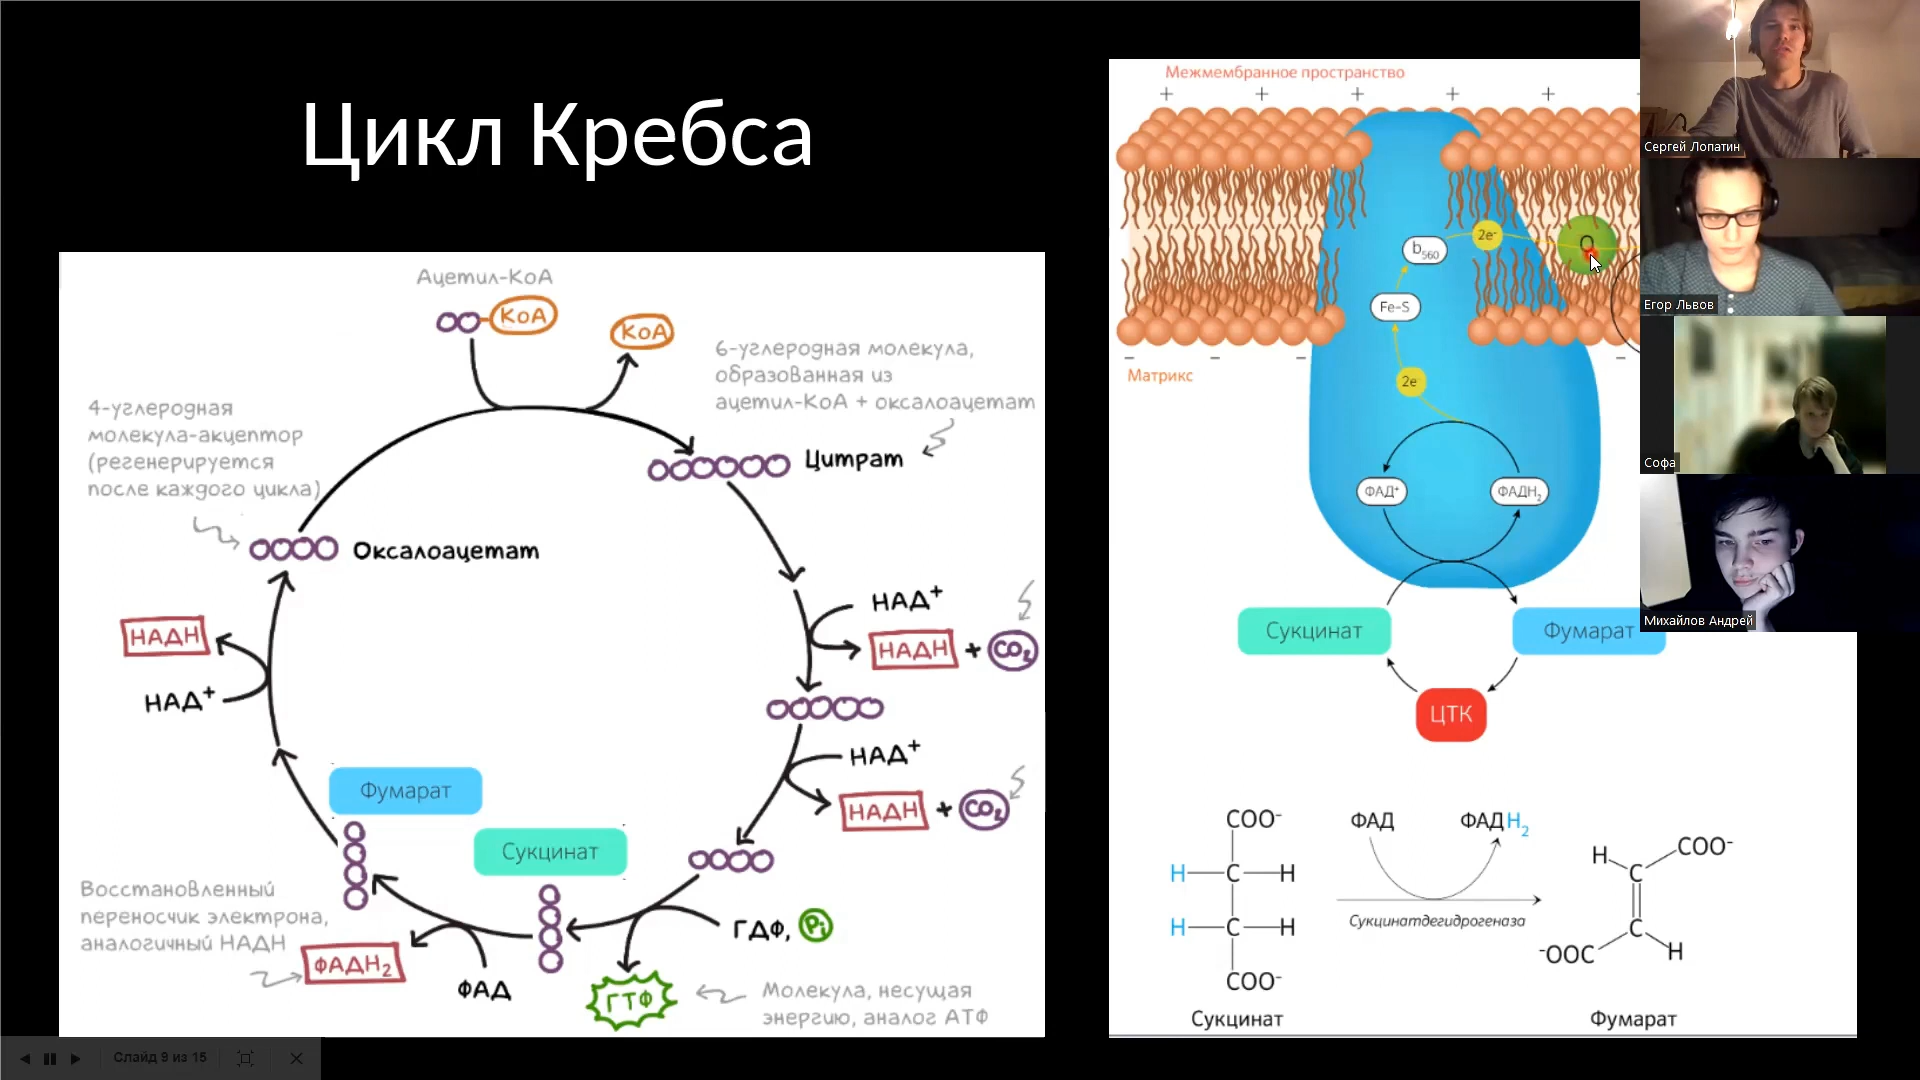 Цикл Кребса
Ацетил-КоА
КоА
КоА
6-углеродная молекула,
образованная из
ацетил-КоА + оксалоацетат
4-углеродная
молекула-акцептор
(регенерируется
после каждого цикла)
Цитрат
Оксалоацетат
НАД⁺
НАДН + CO₂
НАДН
НАД⁺
НАД⁺
НАДН + CO₂
Фумарат
Сукцинат
Восстановленный
переносчик электрона,
аналогичный НАДН
ФАДН₂
ФАД
ГДФ, Pi
ГТФ
Молекула, несущая
энергию, аналог АТФ
Межмембранное пространство
+ + + + +
b₅₆₀
2e⁻
Q
Fe–S
2e⁻
− − − −
Матрикс
ФАД⁺
ФАДН₂
Сукцинат
Фумарат
ЦТК
COO⁻
H C H
H C H
COO⁻
Сукцинат
ФАД
ФАДH₂
Сукцинатдегидрогеназа
H C COO⁻
⁻OOC C H
Фумарат
Сергей Лопатин
Егор Львов
Софа
Михайлов Андрей
Слайд 9 из 15